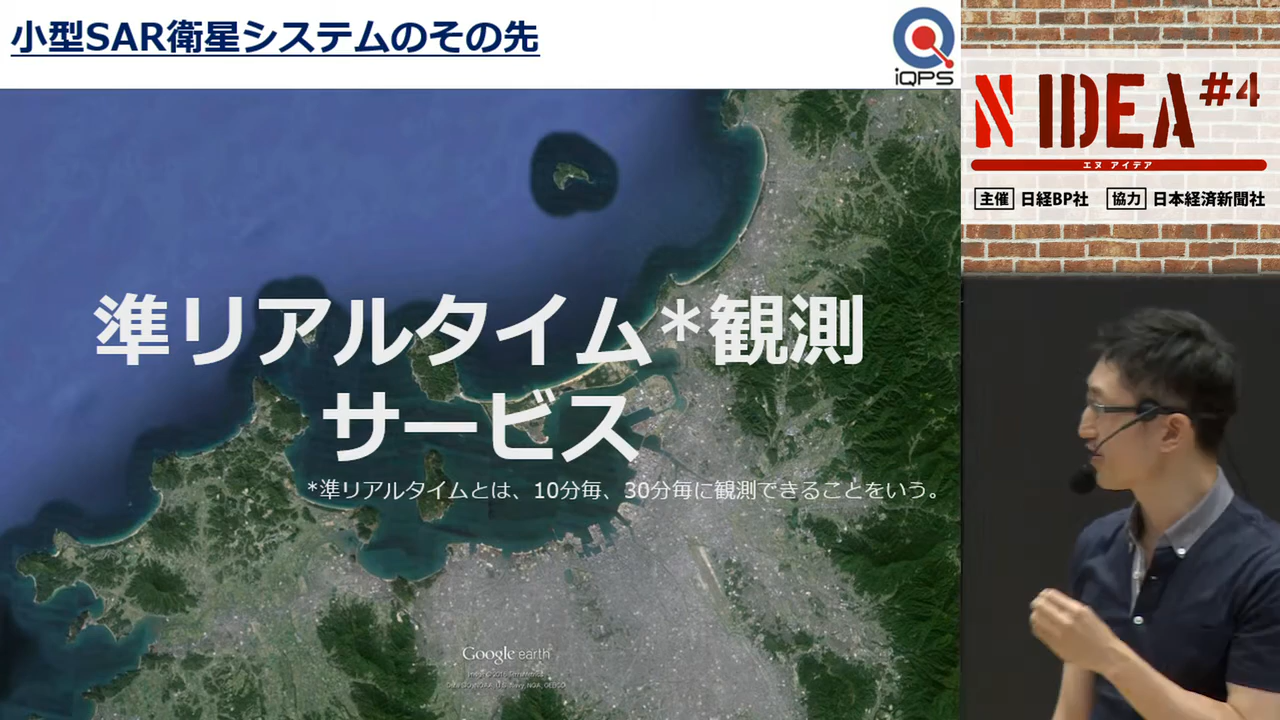 小型SAR衛星システムのその先
iQPS
準リアルタイム*観測
サービス
*準リアルタイムとは、10分毎、30分毎に観測できることをいう。
Google earth
N IDEA #4
エヌ アイデア
主催 日経BP社 協力 日本経済新聞社